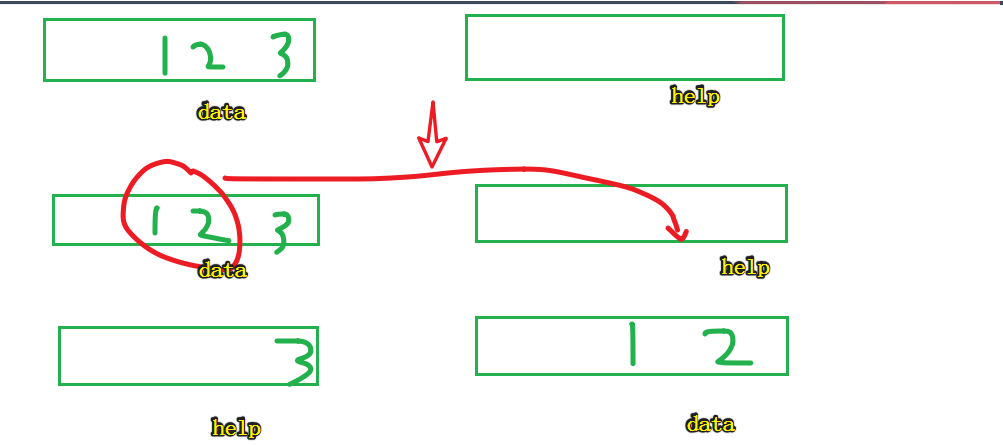 1 2 3
data help
1 2 3
data help
3 1 2
help data